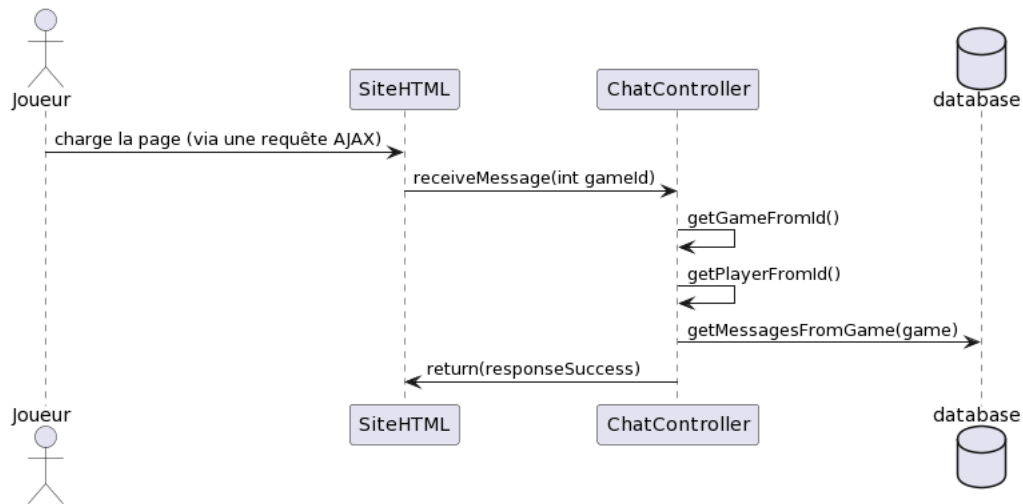 Joueur
SiteHTML
ChatController
database
charge la page (via une requête AJAX)
receiveMessage(int gameId)
getGameFromId()
getPlayerFromId()
getMessagesFromGame(game)
return(responseSuccess)
Joueur
SiteHTML
ChatController
database